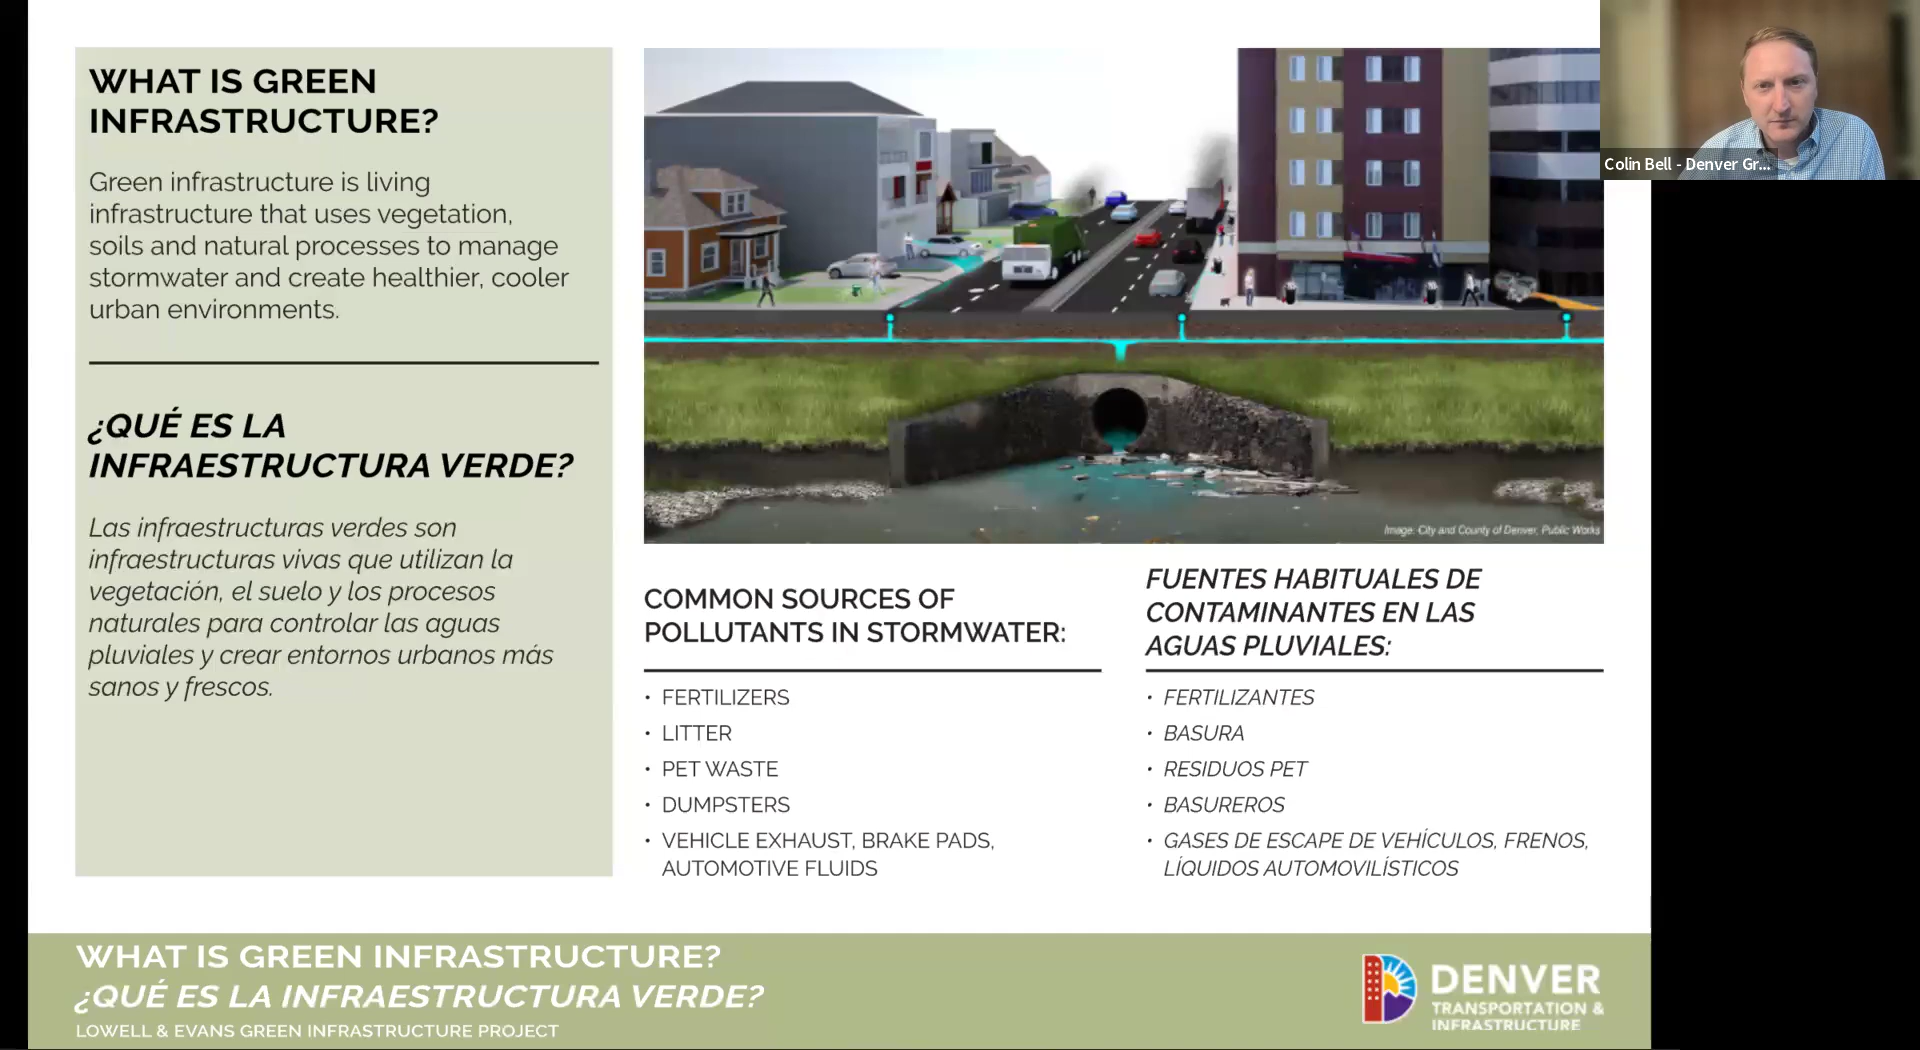 WHAT IS GREEN
INFRASTRUCTURE?
Green infrastructure is living
infrastructure that uses vegetation,
soils and natural processes to manage
stormwater and create healthier, cooler
urban environments.
¿QUÉ ES LA
INFRAESTRUCTURA VERDE?
Las infraestructuras verdes son
infraestructuras vivas que utilizan la
vegetación, el suelo y los procesos
naturales para controlar las aguas
pluviales y crear entornos urbanos más
sanos y frescos.
Image: City and County of Denver, Public Works
COMMON SOURCES OF
POLLUTANTS IN STORMWATER:
• FERTILIZERS
• LITTER
• PET WASTE
• DUMPSTERS
• VEHICLE EXHAUST, BRAKE PADS,
AUTOMOTIVE FLUIDS
FUENTES HABITUALES DE
CONTAMINANTES EN LAS
AGUAS PLUVIALES:
• FERTILIZANTES
• BASURA
• RESIDUOS PET
• BASUREROS
• GASES DE ESCAPE DE VEHÍCULOS, FRENOS,
LÍQUIDOS AUTOMOVILÍSTICOS
Colin Bell - Denver Gr...
WHAT IS GREEN INFRASTRUCTURE?
¿QUÉ ES LA INFRAESTRUCTURA VERDE?
LOWELL & EVANS GREEN INFRASTRUCTURE PROJECT
DENVER
TRANSPORTATION &
INFRASTRUCTURE